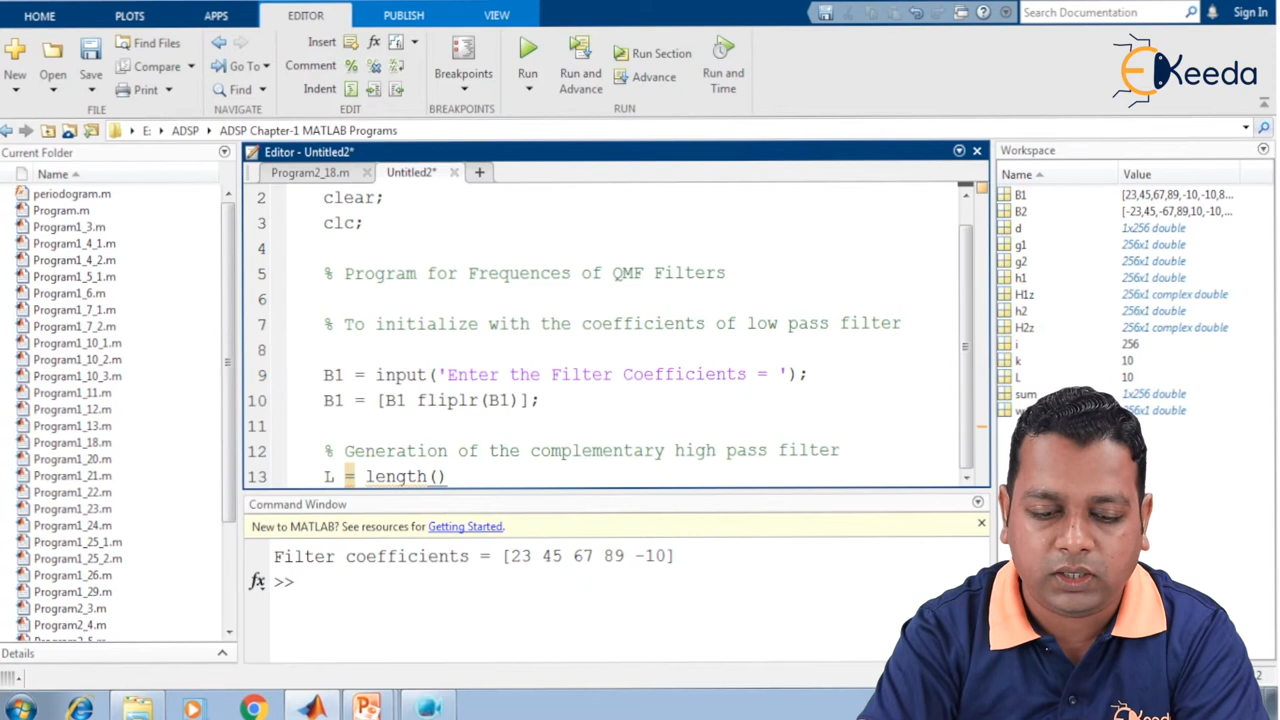 HOME PLOTS APPS EDITOR PUBLISH VIEW Search Documentation Sign In
New Open Save Find Files Compare Print Go To Find Insert Comment Indent Breakpoints Run Run and Advance Run Section Advance Run and Time
FILE NAVIGATE EDIT BREAKPOINTS RUN
EKeeda
E: ADSP ADSP Chapter-1 MATLAB Programs
Current Folder
Name
periodogram.m
Program.m
Program1_3.m
Program1_4_1.m
Program1_4_2.m
Program1_5_1.m
Program1_6.m
Program1_7_1.m
Program1_7_2.m
Program1_10_1.m
Program1_10_2.m
Program1_10_3.m
Program1_11.m
Program1_12.m
Program1_13.m
Program1_18.m
Program1_20.m
Program1_21.m
Program1_22.m
Program1_23.m
Program1_24.m
Program1_25_1.m
Program1_25_2.m
Program1_26.m
Program1_29.m
Program2_3.m
Program2_4.m
Program2_5.m
Details
Editor - Untitled2*
Program2_18.m Untitled2*
2 clear;
3 clc;
4
5 % Program for Frequences of QMF Filters
6
7 % To initialize with the coefficients of low pass filter
8
9 B1 = input('Enter the Filter Coefficients = ');
10 B1 = [B1 fliplr(B1)];
11
12 % Generation of the complementary high pass filter
13 L = length()
Command Window
New to MATLAB? See resources for Getting Started.
Filter coefficients = [23 45 67 89 -10]
fx >>
Workspace
Name Value
B1 [23,45,67,89,-10,-10,8...
B2 [-23,45,-67,89,10,-10,...
d 1x256 double
g1 256x1 double
g2 256x1 double
h1 256x1 double
H1z 256x1 complex double
h2 256x1 double
H2z 256x1 complex double
i 256
k 10
L 10
sum 1x256 double
256x1 double